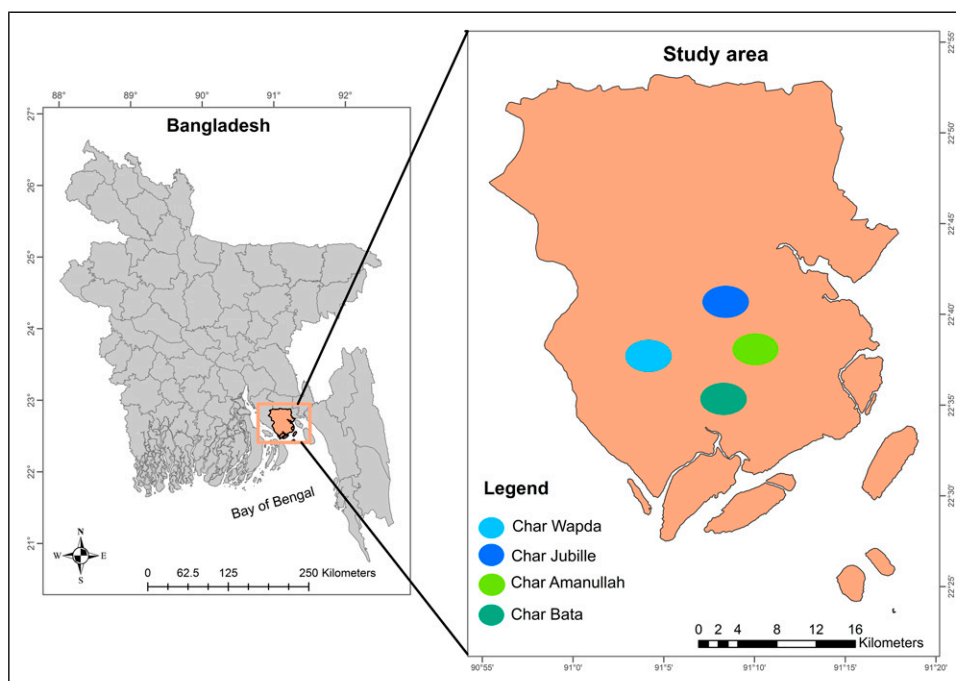 88° 89° 90° 91° 92°
Bangladesh
27°
26°
25°
24°
23°
22°
21°
Bay of Bengal
N
W E
S
0 62.5 125 250 Kilometers
Study area
22°55'
22°50'
22°45'
22°40'
22°35'
22°30'
22°25'
Legend
Char Wapda
Char Jubille
Char Amanullah
Char Bata
0 2 4 8 12 16
Kilometers
90°55' 91°0' 91°5' 91°10' 91°15' 91°20'